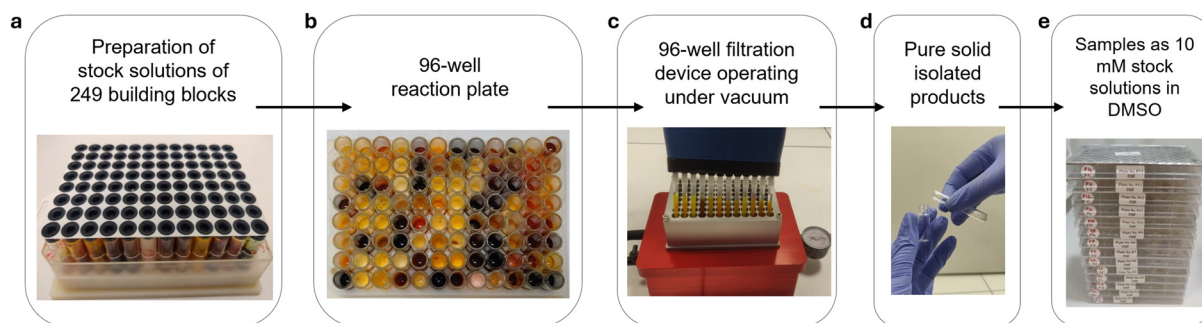 a
Preparation of
stock solutions of
249 building blocks
b
96-well
reaction plate
c
96-well filtration
device operating
under vacuum
d
Pure solid
isolated
products
e
Samples as 10
mM stock
solutions in
DMSO